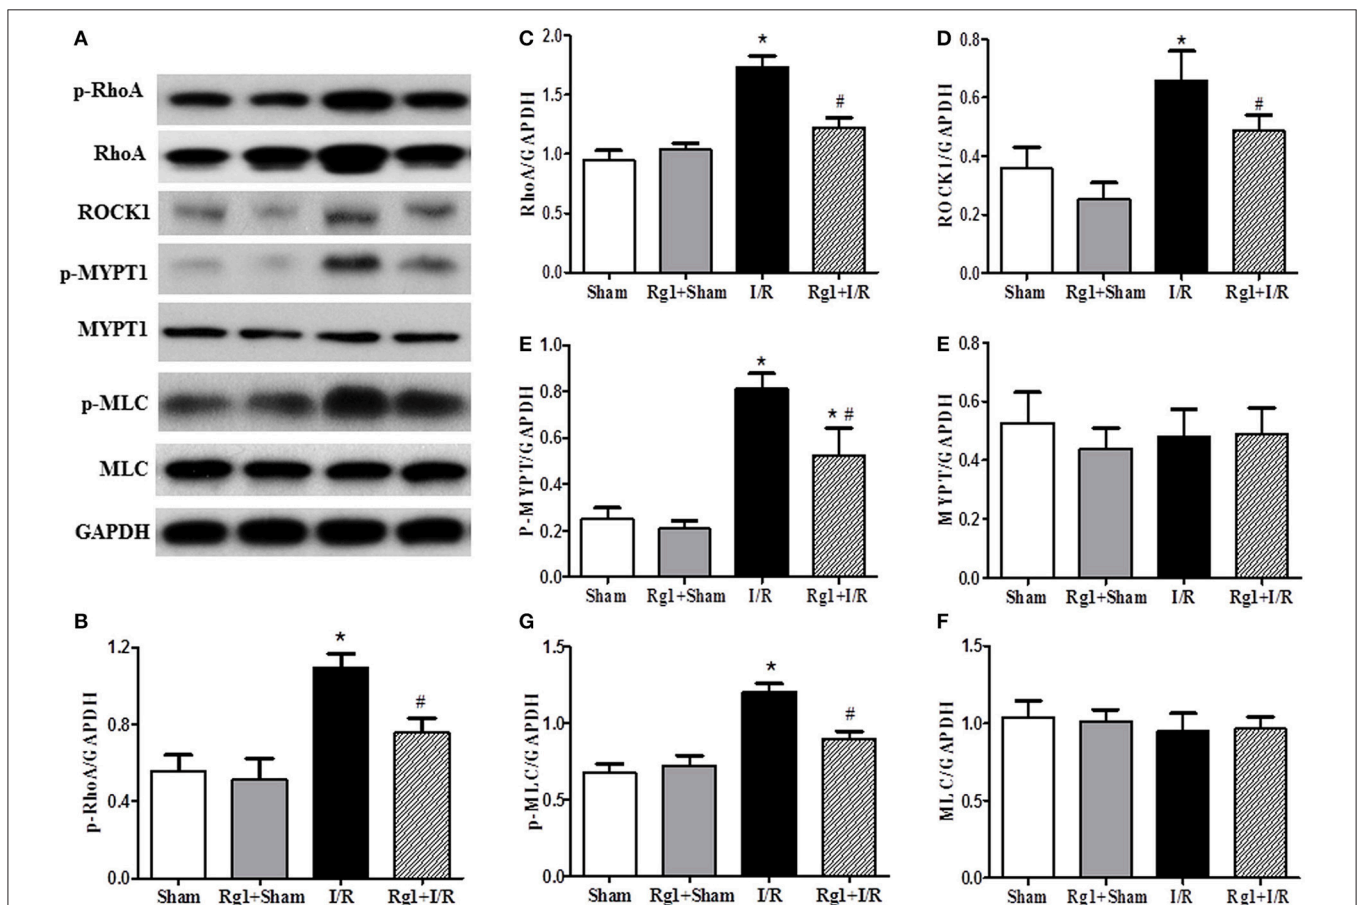 A
p-RhoA
RhoA
ROCK1
p-MYPT1
MYPT1
p-MLC
MLC
GAPDH
B
p-RhoA/GAPDH
1.2
0.8
0.4
0.0
*
#
Sham Rg1+Sham I/R Rg1+I/R
C
RhoA/GAPDH
2.0
1.5
1.0
0.5
0.0
*
#
Sham Rg1+Sham I/R Rg1+I/R
D
ROCK1/GAPDH
0.8
0.6
0.4
0.2
0.0
*
#
Sham Rg1+Sham I/R Rg1+I/R
E
P-MYPT/GAPDH
1.0
0.8
0.6
0.4
0.2
0.0
*
* #
Sham Rg1+Sham I/R Rg1+I/R
E
MYPT/GAPDH
0.8
0.6
0.4
0.2
0.0
Sham Rg1+Sham I/R Rg1+I/R
G
p-MLC/GAPDH
1.5
1.0
0.5
0.0
*
#
Sham Rg1+Sham I/R Rg1+I/R
F
MLC/GAPDH
1.5
1.0
0.5
0.0
Sham Rg1+Sham I/R Rg1+I/R